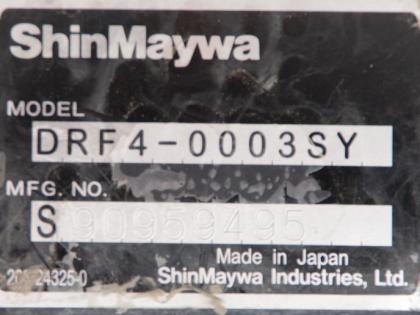 ShinMaywa
MODEL
DRF4-0003SY
MFG. NO.
S 90959495
Made in Japan
ShinMaywa Industries, Ltd.